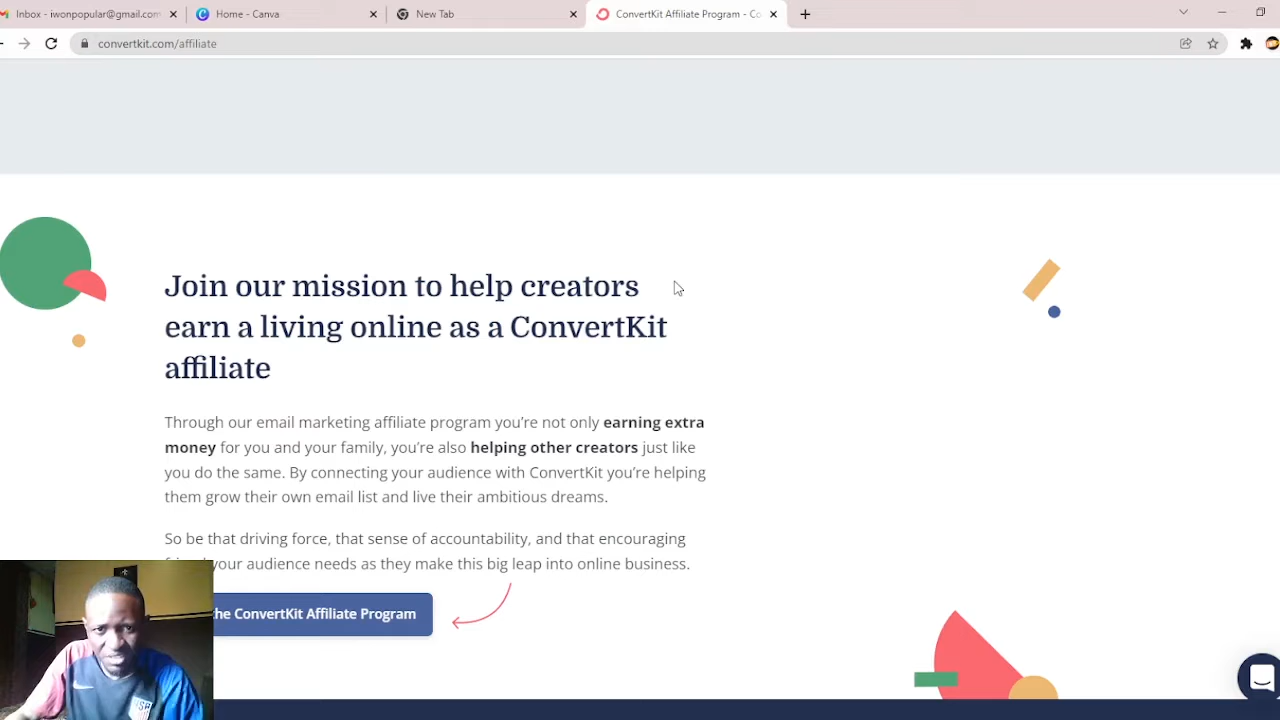 Inbox - iwonpopular@gmail.com
Home - Canva
New Tab
ConvertKit Affiliate Program - Co
convertkit.com/affiliate
Join our mission to help creators
earn a living online as a ConvertKit
affiliate
Through our email marketing affiliate program you’re not only earning extra
money for you and your family, you’re also helping other creators just like
you do the same. By connecting your audience with ConvertKit you’re helping
them grow their own email list and live their ambitious dreams.
So be that driving force, that sense of accountability, and that encouraging
your audience needs as they make this big leap into online business.
the ConvertKit Affiliate Program